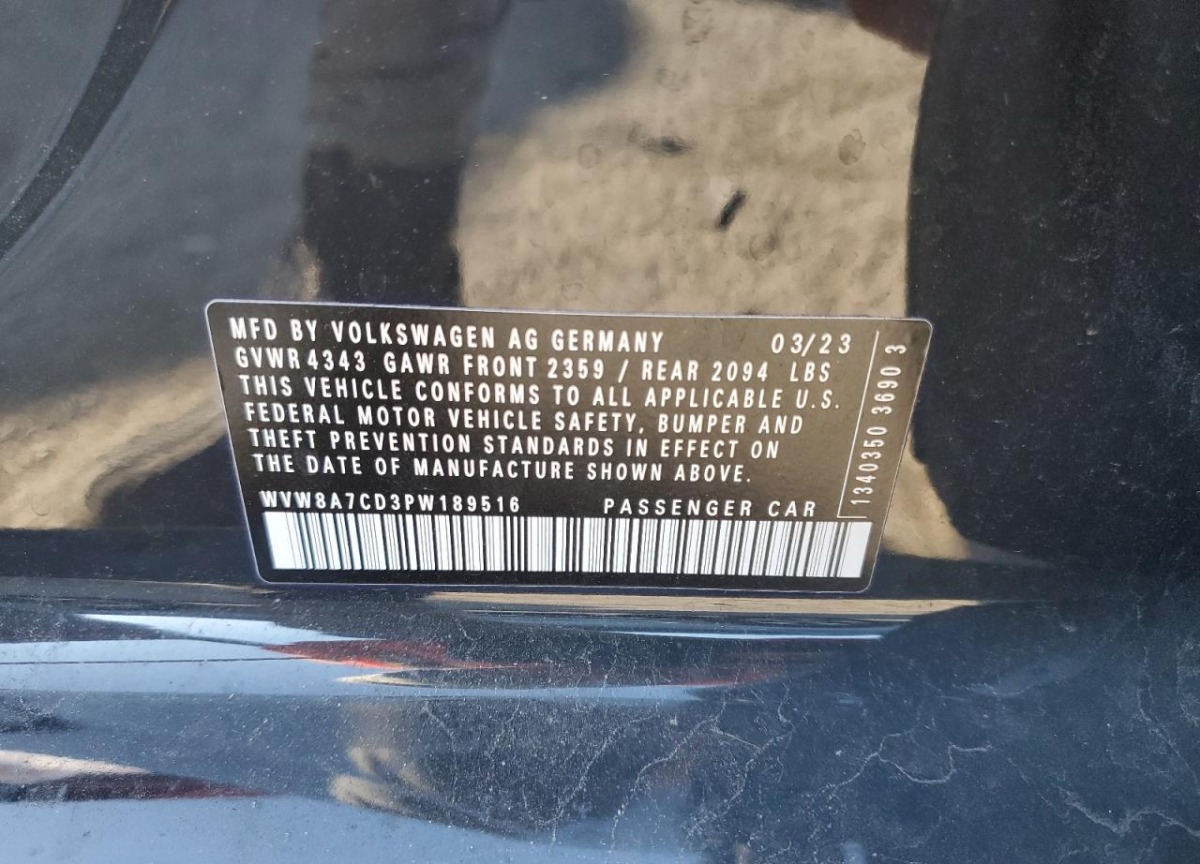 MFD BY VOLKSWAGEN AG GERMANY 03/23
GVWR 4343 GAWR FRONT 2359 / REAR 2094 LBS
THIS VEHICLE CONFORMS TO ALL APPLICABLE U.S.
FEDERAL MOTOR VEHICLE SAFETY, BUMPER AND
THEFT PREVENTION STANDARDS IN EFFECT ON
THE DATE OF MANUFACTURE SHOWN ABOVE.
WVW8A7CD3PW189516 PASSENGER CAR
1340350 3690 3